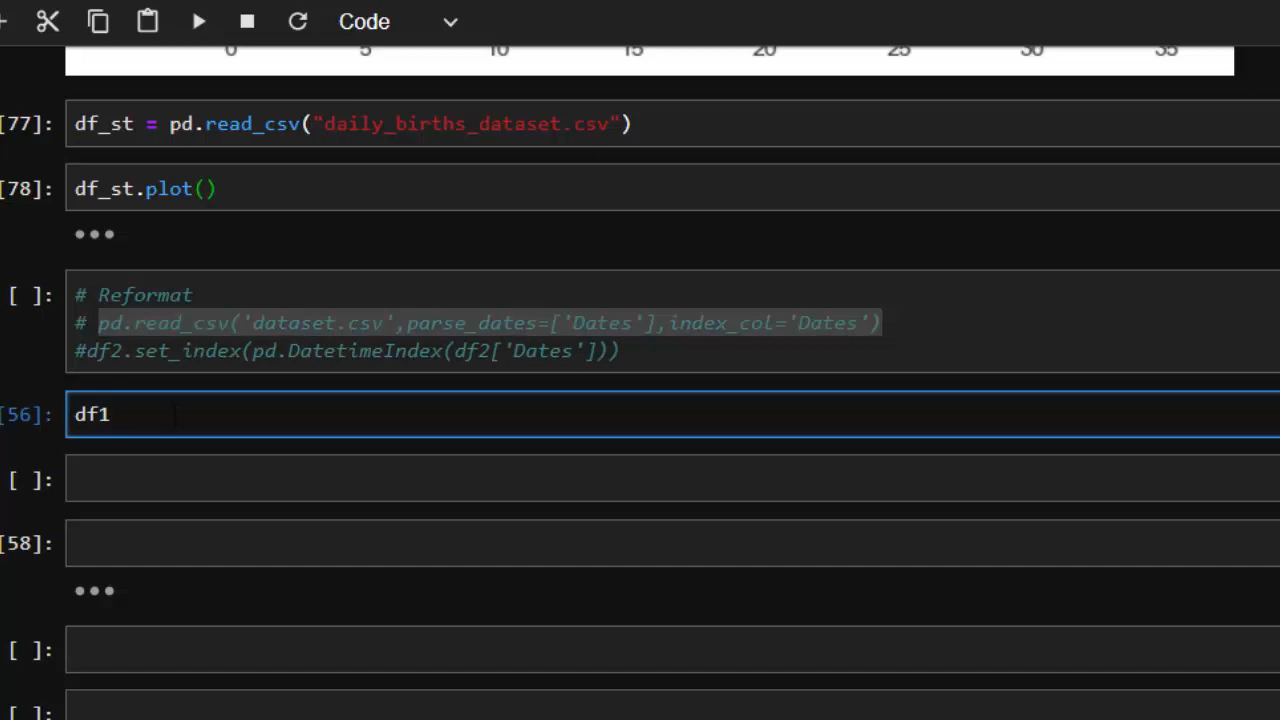 Code
0 5 10 15 20 25 30 35
[77]: df_st = pd.read_csv("daily_births_dataset.csv")
[78]: df_st.plot()
[ ]: # Reformat
# pd.read_csv('dataset.csv',parse_dates=['Dates'],index_col='Dates')
#df2.set_index(pd.DatetimeIndex(df2['Dates']))
[56]: df1
[ ]:
[58]:
[ ]:
[ ]: